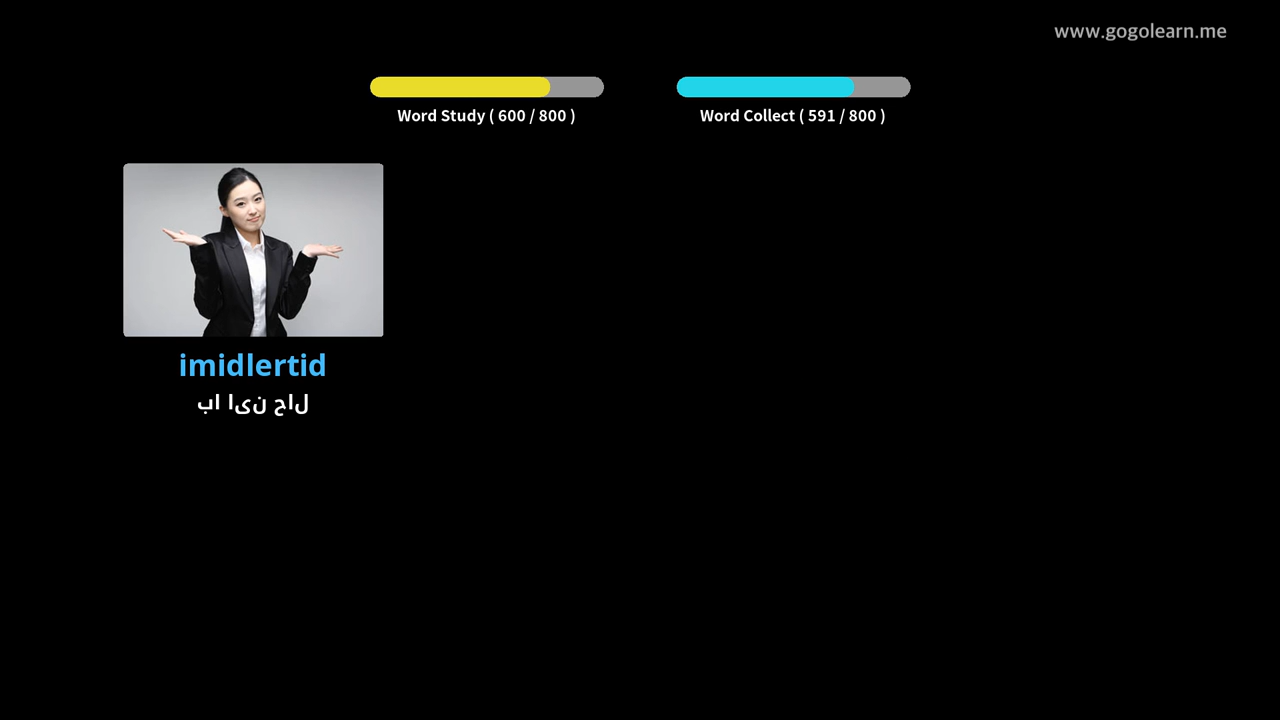 www.gogolearn.me
Word Study ( 600 / 800 )
Word Collect ( 591 / 800 )
imidlertid
با این حال